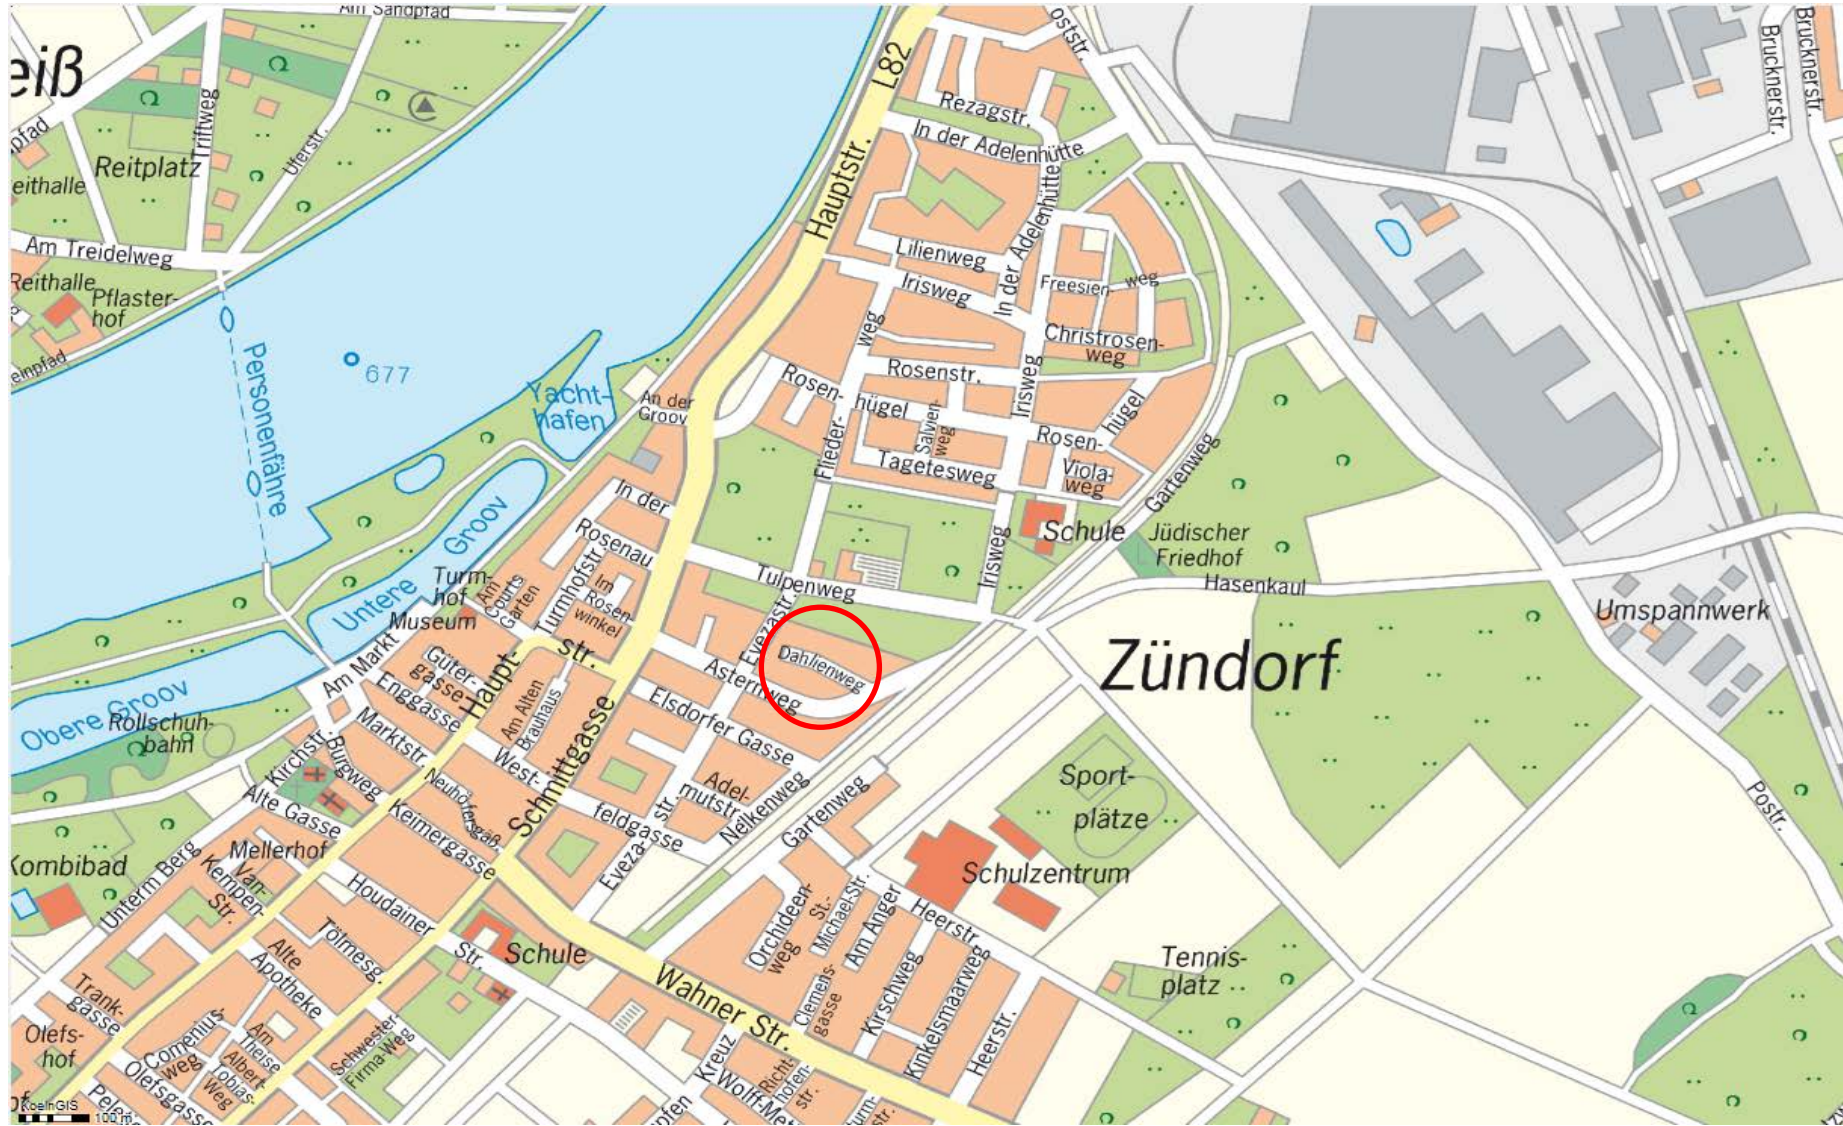 Am Sandpfad
eiß
L82
Rezagstr.
In der Adelenhütte
Brucknerstr.
Brucknerstr.
Triftweg
Uferstr.
Reitplatz
eithalle
Am Treidelweg
Reithalle
Pflaster-
hof
Hauptstr.
In der Adelenhütte
Lilienweg
Irisweg
Freesien-
weg
Christrosen-
weg
Personenfähre
677
Yacht-
hafen
An der
Groov
weg
Rosenstr.
Irisweg
Rosen-
hügel
Salvien-
weg
Rosen-
hügel
Flieder-
Tagetesweg
Viola-
weg
Gartenweg
In der
Rosenau
Untere Groov
Turm-
hof
Museum
Am
Courts
Garten
Turmhofstr.
Im
Rosen
winkel
Schule
Jüdischer
Friedhof
Irisweg
Tulpenweg
Hasenkaul
Umspannwerk
Zündorf
Evezastr.
Dahlienweg
Asternweg
Haupt-
str.
Am Markt
Güter-
gasse
Enggasse
Obere Groov
Rollschuh-
bahn
Marktstr.
Am Alten
Brauhaus
Elsdorfer Gasse
Schmittgasse
Kirchstr.
Burgweg
West-
feldgasse
Adel-
mutstr.
Nelkenweg
Gartenweg
Sport-
plätze
Alte Gasse
Neuhöfersgäß.
Keimergasse
Eveza-
str.
Mellerhof
Kombibad
Unterm Berg
Van-
Kempen-
Str.
Houdainer
Str.
Schulzentrum
Poststr.
Orchideen-
weg
St.-
Michael-Str.
Am Anger
Heerstr.
Tölmesg.
Schule
Alte
Apotheke
Trank-
gasse
Wahner Str.
Clemens-
gasse
Kirschweg
Kinkelsmaarweg
Heerstr.
Tennis-
platz
Olefs-
hof
Comenius-
weg
Am
Theise
Albert-
Tobias-
Weg
Olefsgasse
Schwester-
Firma-Weg
Kreuz
Richt-
hofen-
str.
KoelnGIS
100 m